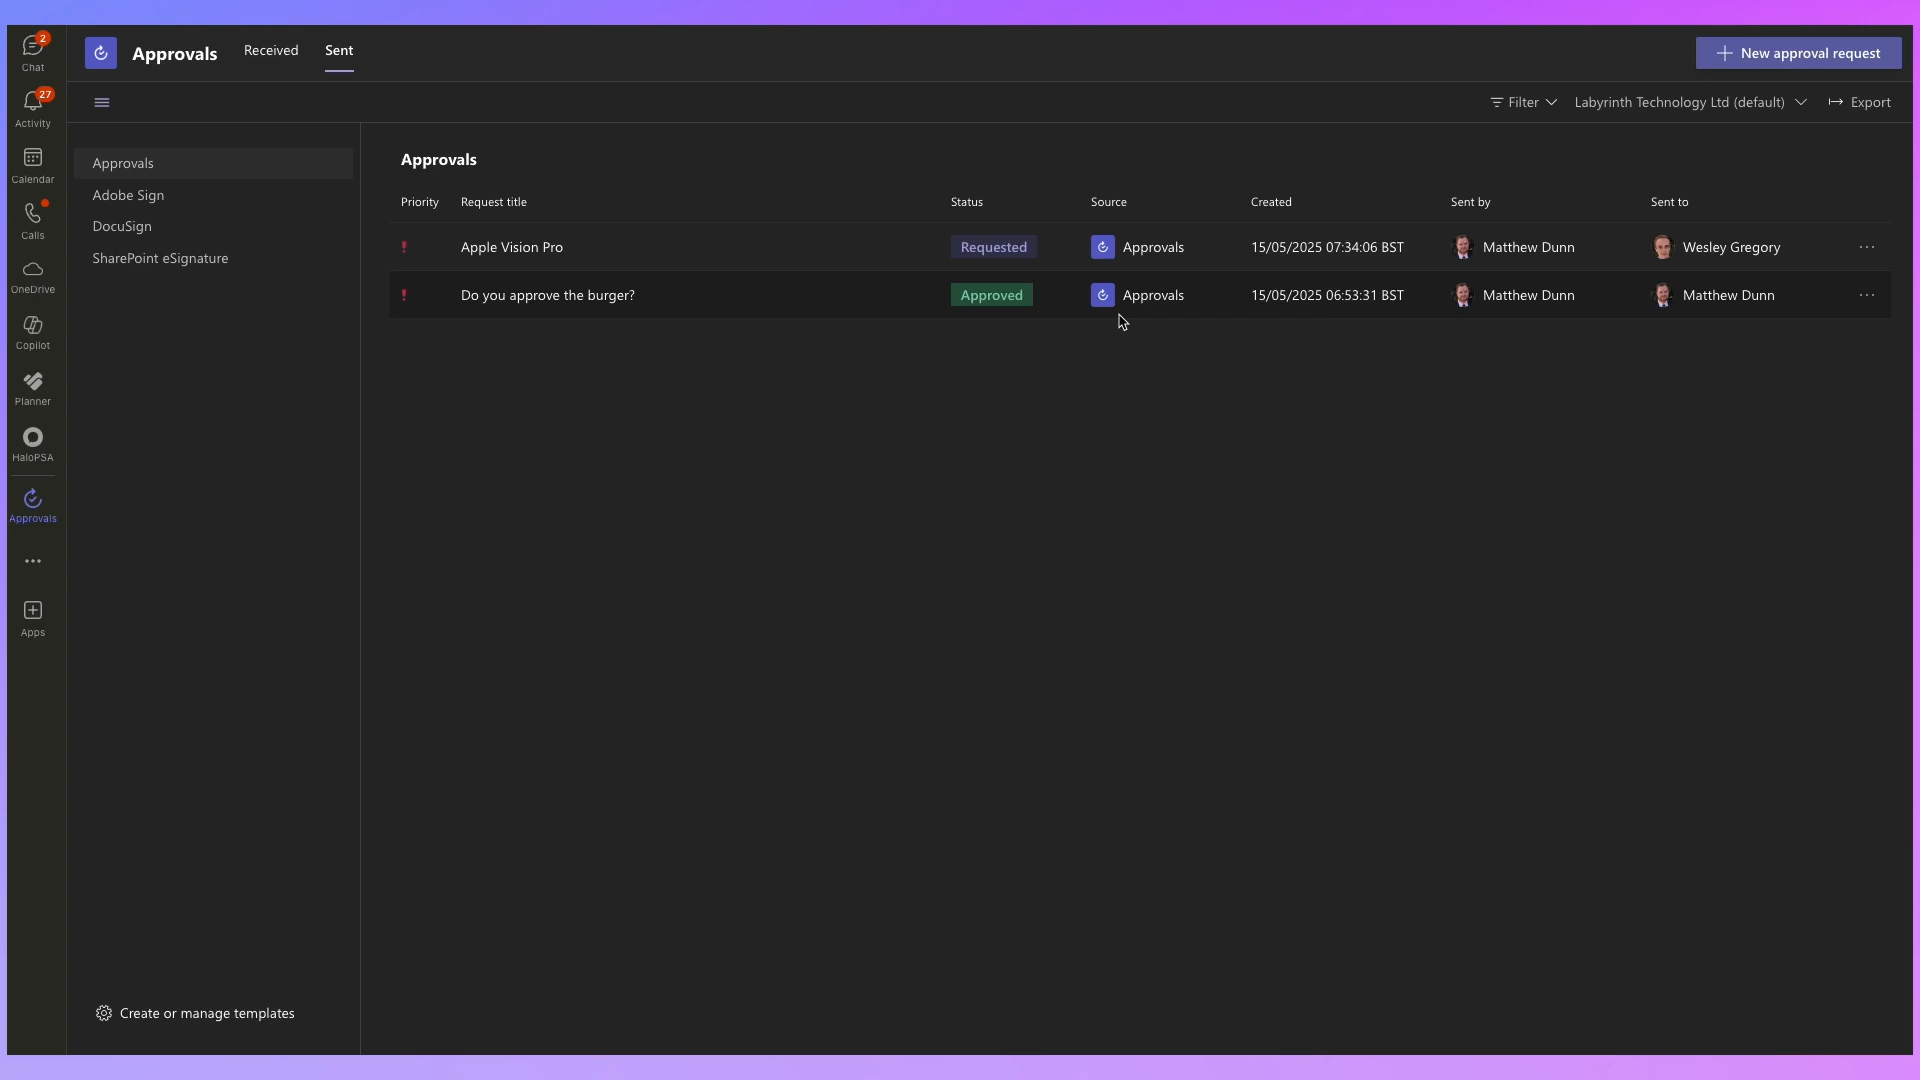 2
Chat
27
Activity
Calendar
Calls
OneDrive
Copilot
Planner
HaloPSA
Approvals
Apps
Approvals Received Sent
New approval request
Filter Labyrinth Technology Ltd (default) Export
Approvals
Adobe Sign
DocuSign
SharePoint eSignature
Create or manage templates
Approvals
Priority Request title Status Source Created Sent by Sent to
! Apple Vision Pro Requested Approvals 15/05/2025 07:34:06 BST Matthew Dunn Wesley Gregory ...
! Do you approve the burger? Approved Approvals 15/05/2025 06:53:31 BST Matthew Dunn Matthew Dunn ...